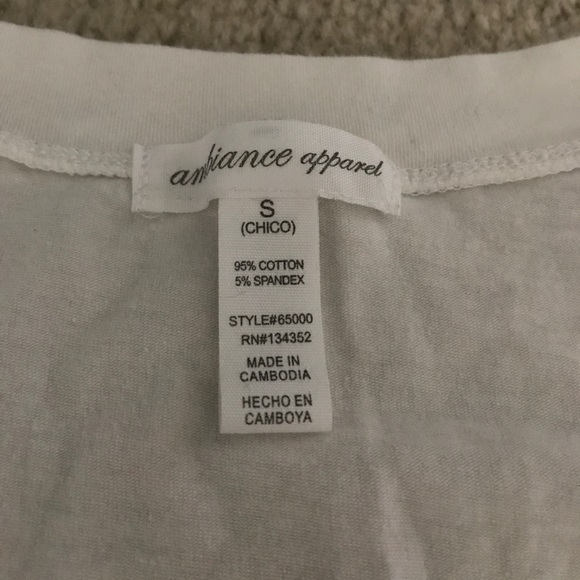 ambiance apparel
S
(CHICO)
95% COTTON
5% SPANDEX
STYLE#65000
RN#134352
MADE IN
CAMBODIA
HECHO EN
CAMBOYA